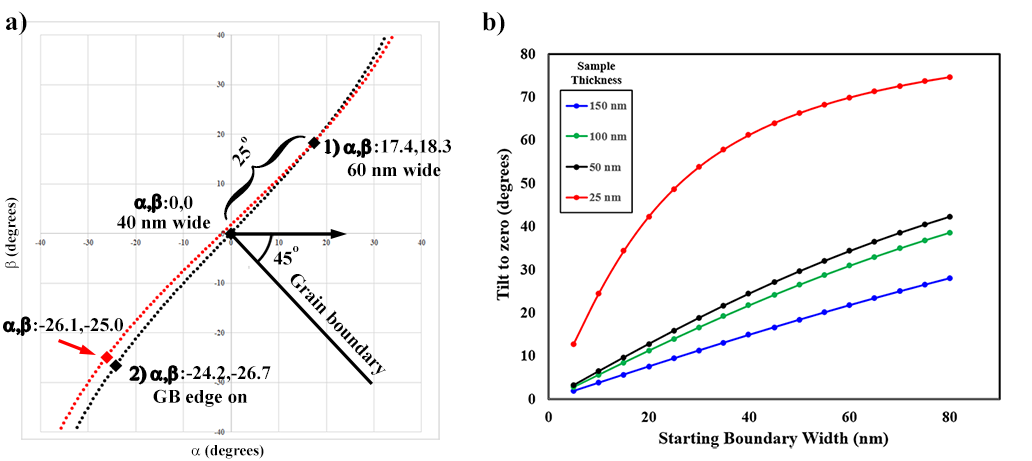 a)
40
30
20
10
-40
-30
-20
-10
0
10
20
30
40
-10
-20
-30
-40
β (degrees)
α (degrees)
25°
1) α,β:17.4,18.3
60 nm wide
α,β:0,0
40 nm wide
45°
Grain boundary
α,β:-26.1,-25.0
2) α,β:-24.2,-26.7
GB edge on
b)
80
70
60
50
40
30
20
10
0
0
20
40
60
80
Tilt to zero (degrees)
Starting Boundary Width (nm)
Sample
Thickness
150 nm
100 nm
50 nm
25 nm